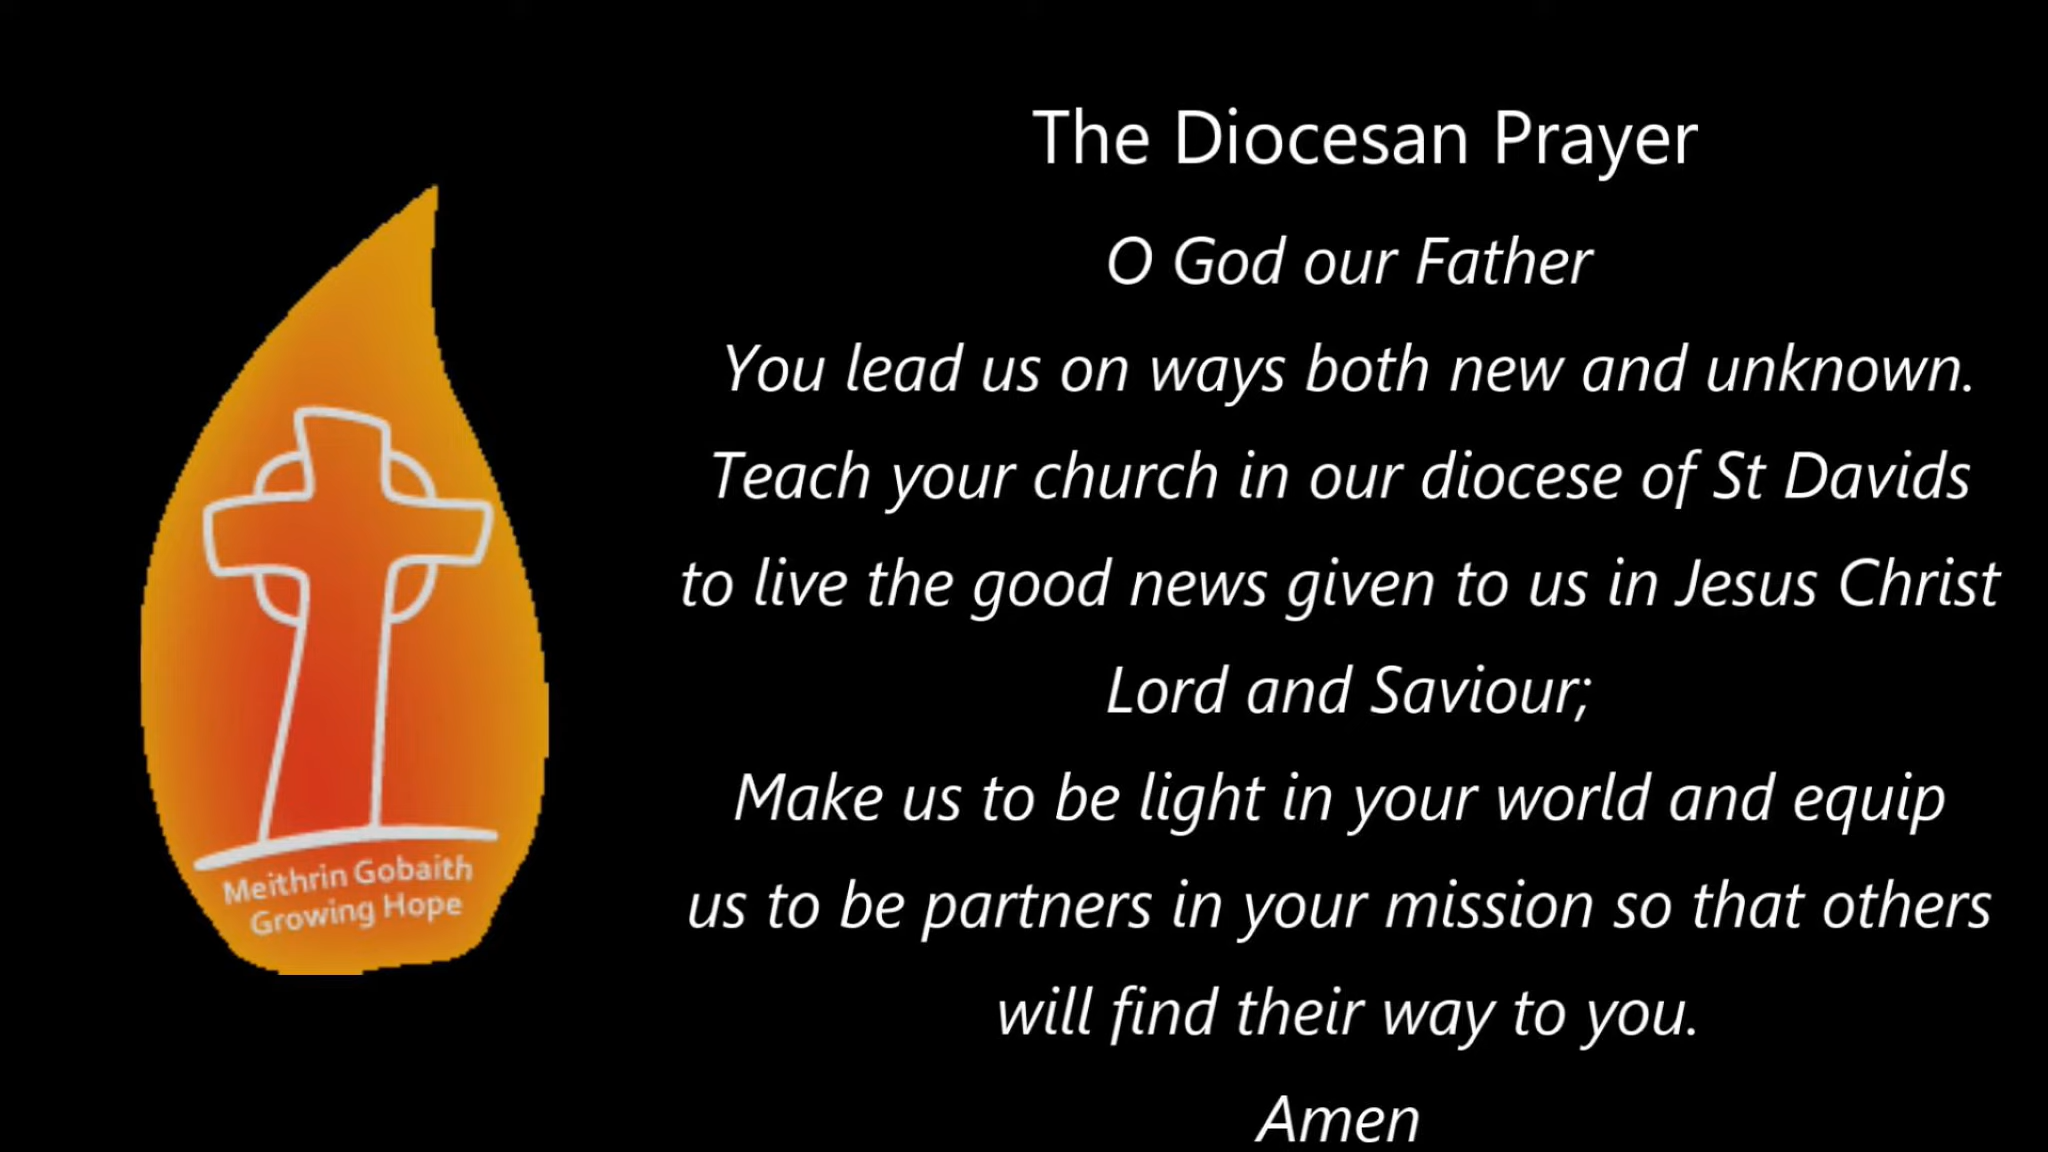 The Diocesan Prayer
O God our Father
You lead us on ways both new and unknown.
Teach your church in our diocese of St Davids
to live the good news given to us in Jesus Christ
Lord and Saviour;
Make us to be light in your world and equip
us to be partners in your mission so that others
will find their way to you.
Amen
Meithrin Gobaith
Growing Hope